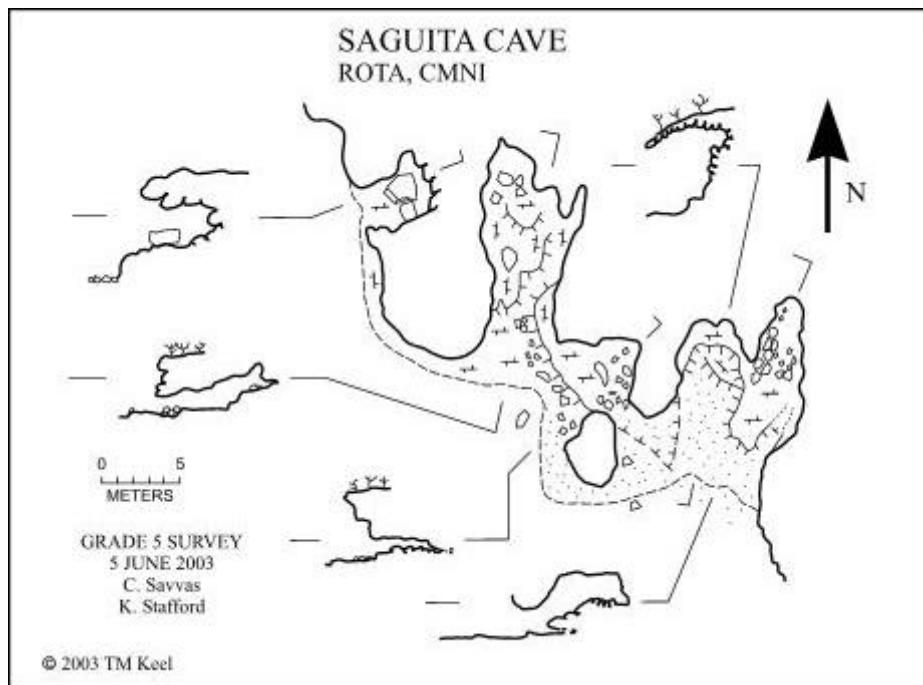 SAGUITA CAVE
ROTA, CMNI
N
0 5
METERS
GRADE 5 SURVEY
5 JUNE 2003
C. Savvas
K. Stafford
© 2003 TM Keel